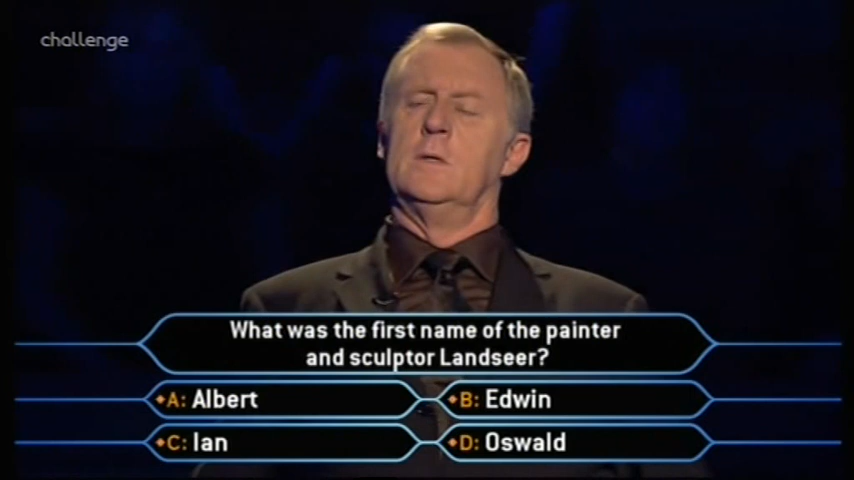 challenge
What was the first name of the painter
and sculptor Landseer?
A: Albert
B: Edwin
C: Ian
D: Oswald